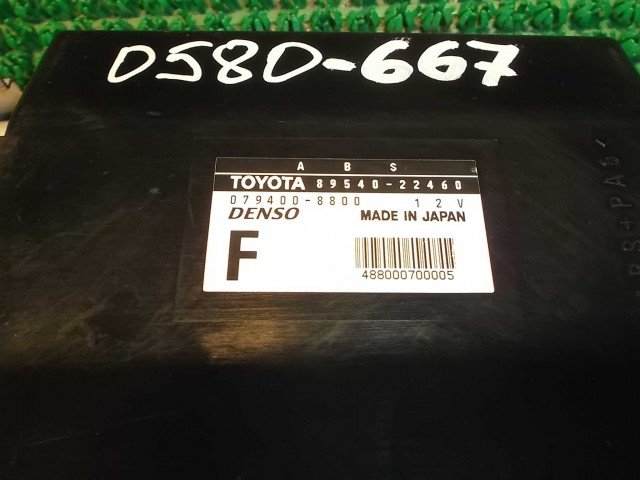 0580-667
A B S
TOYOTA 89540-22460
079400-8800 12V
DENSO MADE IN JAPAN
F
488000700005